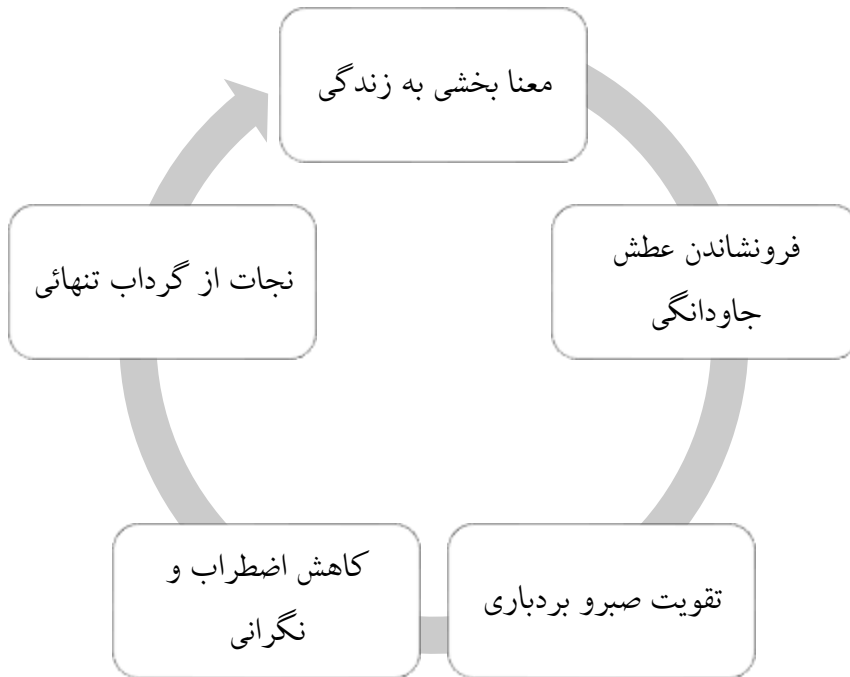 معنا بخشی به زندگی
فرونشاندن عطش
جاودانگی
تقویت صبرو بردباری
کاهش اضطراب و
نگرانی
نجات از گرداب تنهائی